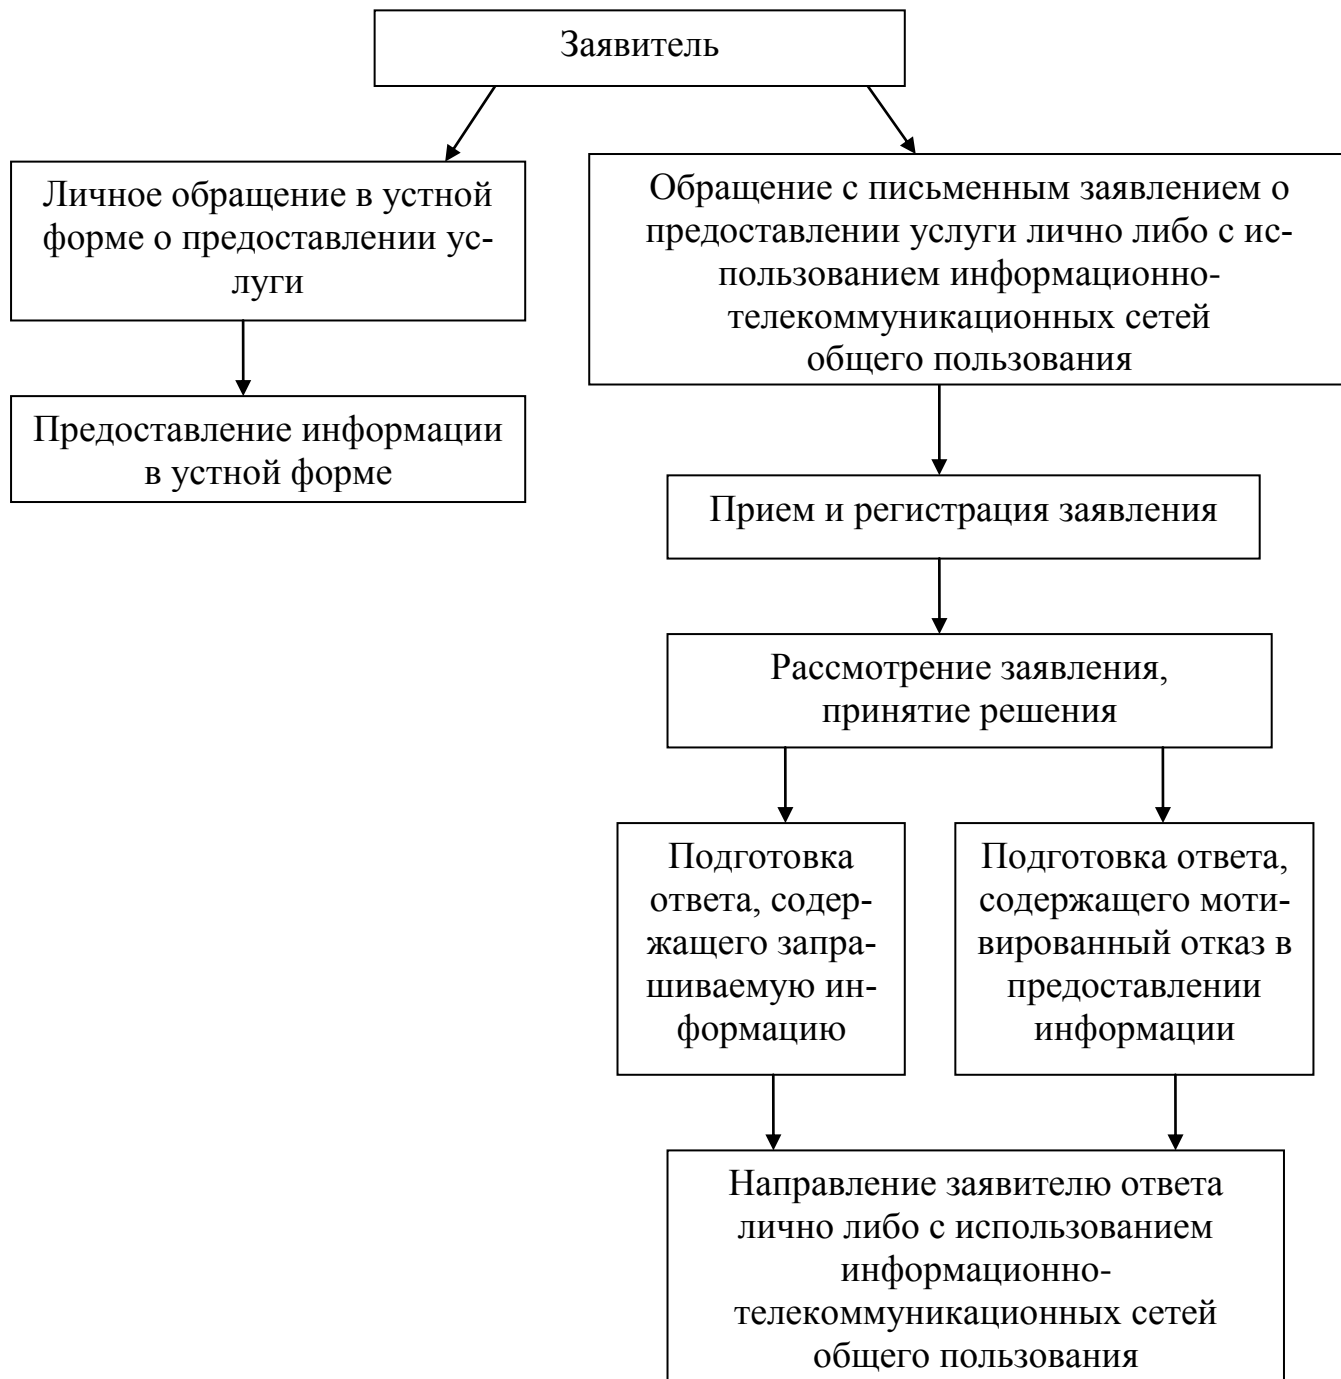 Заявитель
Личное обращение в устной
форме о предоставлении ус-
луги
Обращение с письменным заявлением о
предоставлении услуги лично либо с ис-
пользованием информационно-
телекоммуникационных сетей
общего пользования
Предоставление информации
в устной форме
Прием и регистрация заявления
Рассмотрение заявления,
принятие решения
Подготовка
ответа, содер-
жащего запра-
шиваемую ин-
формацию
Подготовка ответа,
содержащего моти-
вированный отказ в
предоставлении
информации
Направление заявителю ответа
лично либо с использованием
информационно-
телекоммуникационных сетей
общего пользования